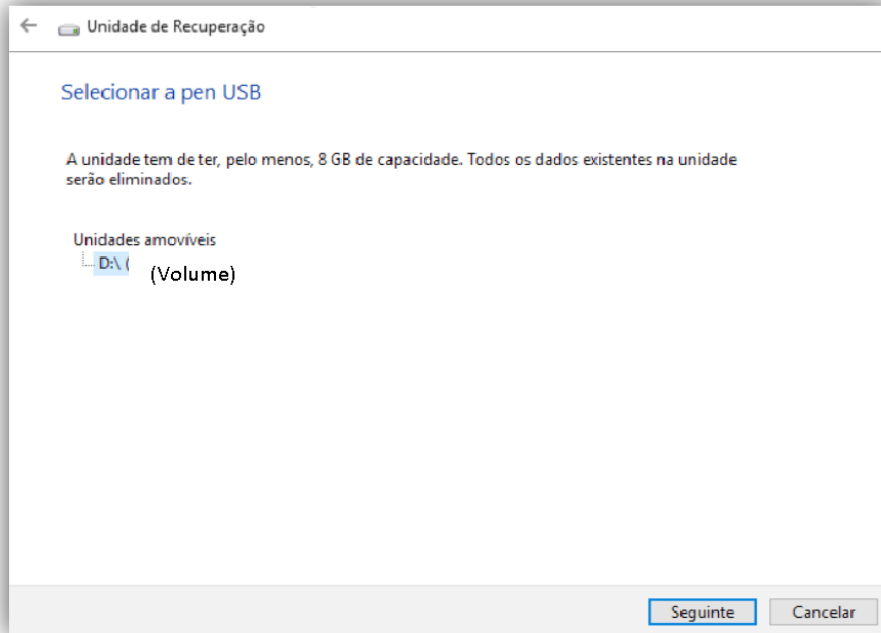 Unidade de Recuperação
Selecionar a pen USB
A unidade tem de ter, pelo menos, 8 GB de capacidade. Todos os dados existentes na unidade
serão eliminados.
Unidades amovíveis
D:\ (
(Volume)
Seguinte Cancelar